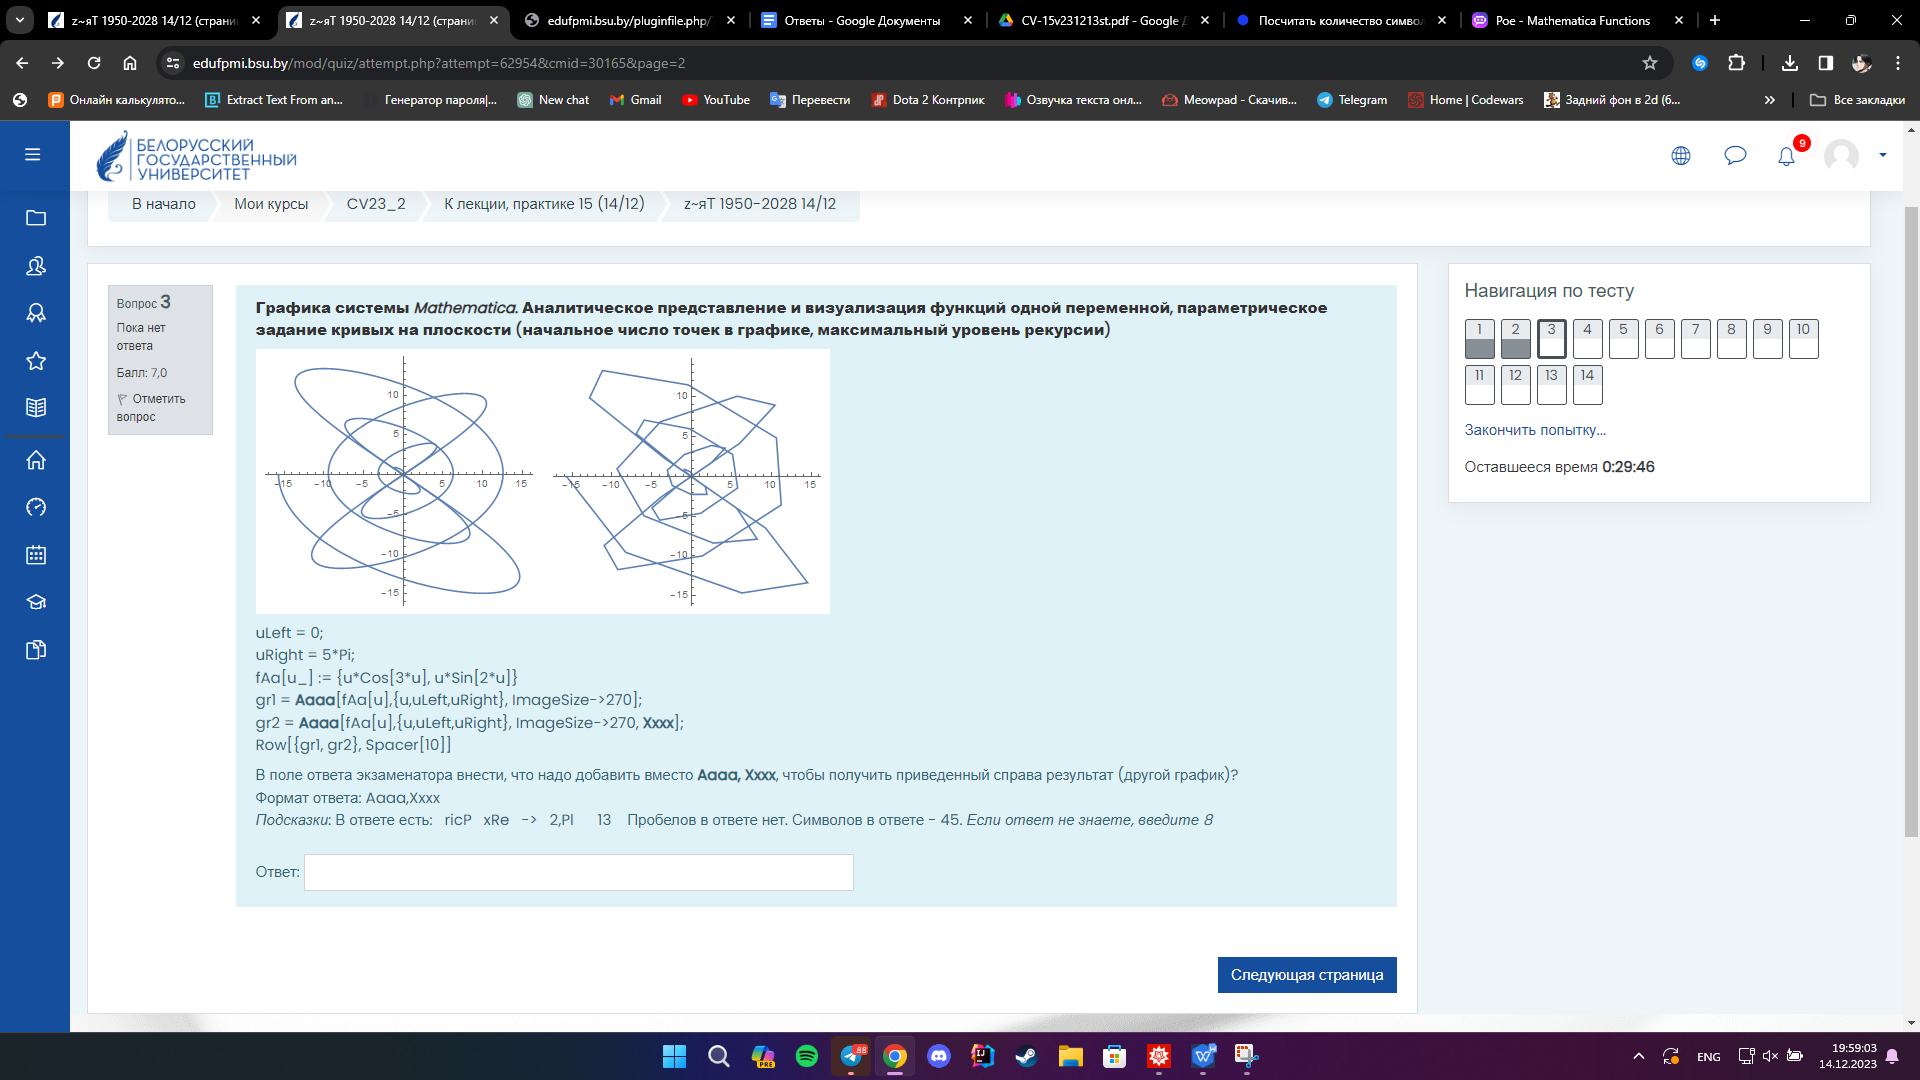 z~яТ 1950-2028 14/12 (страни
z~яТ 1950-2028 14/12 (страни
edufpmi.bsu.by/pluginfile.php/
Ответы - Google Документы
CV-15v231213st.pdf - Google Д
Посчитать количество символ
Poe - Mathematica Functions
edufpmi.bsu.by/mod/quiz/attempt.php?attempt=62954&cmid=30165&page=2
Онлайн калькулято...
Extract Text From an...
Генератор пароля|...
New chat
Gmail
YouTube
Перевести
Dota 2 Контрпик
Озвучка текста онл...
Meowpad - Скачив...
Telegram
Home | Codewars
Задний фон в 2d (6...
Все закладки
БЕЛОРУССКИЙ
ГОСУДАРСТВЕННЫЙ
УНИВЕРСИТЕТ
9
В начало
Мои курсы
CV23_2
К лекции, практике 15 (14/12)
z~яТ 1950-2028 14/12
Вопрос 3
Пока нет
ответа
Балл: 7,0
Отметить
вопрос
Графика системы Mathematica. Аналитическое представление и визуализация функций одной переменной, параметрическое
задание кривых на плоскости (начальное число точек в графике, максимальный уровень рекурсии)
10
5
-15 -10 -5 5 10 15
-5
-10
-15
10
5
-15 -10 -5 5 10 15
-5
-10
-15
uLeft = 0;
uRight = 5*Pi;
fAa[u_] := {u*Cos[3*u], u*Sin[2*u]}
gr1 = Aaaa[fAa[u],{u,uLeft,uRight}, ImageSize->270];
gr2 = Aaaa[fAa[u],{u,uLeft,uRight}, ImageSize->270, Xxxx];
Row[{gr1, gr2}, Spacer[10]]
В поле ответа экзаменатора внести, что надо добавить вместо Aaaa, Xxxx, чтобы получить приведенный справа результат (другой график)?
Формат ответа: Aaaa,Xxxx
Подсказки: В ответе есть: ricP xRe -> 2,Pl 13 Пробелов в ответе нет. Символов в ответе - 45. Если ответ не знаете, введите 8
Ответ:
Следующая страница
Навигация по тесту
1 2 3 4 5 6 7 8 9 10
11 12 13 14
Закончить попытку...
Оставшееся время 0:29:46
PRE
88
ENG
19:59:03
14.12.2023